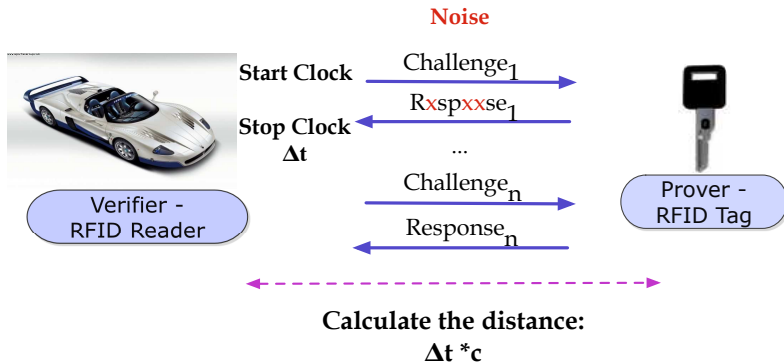 Noise
Start Clock
Challenge1
Rxspxxse1
Stop Clock
Δt
...
Challengen
Responsen
Verifier -
RFID Reader
Prover -
RFID Tag
Calculate the distance:
Δt *c